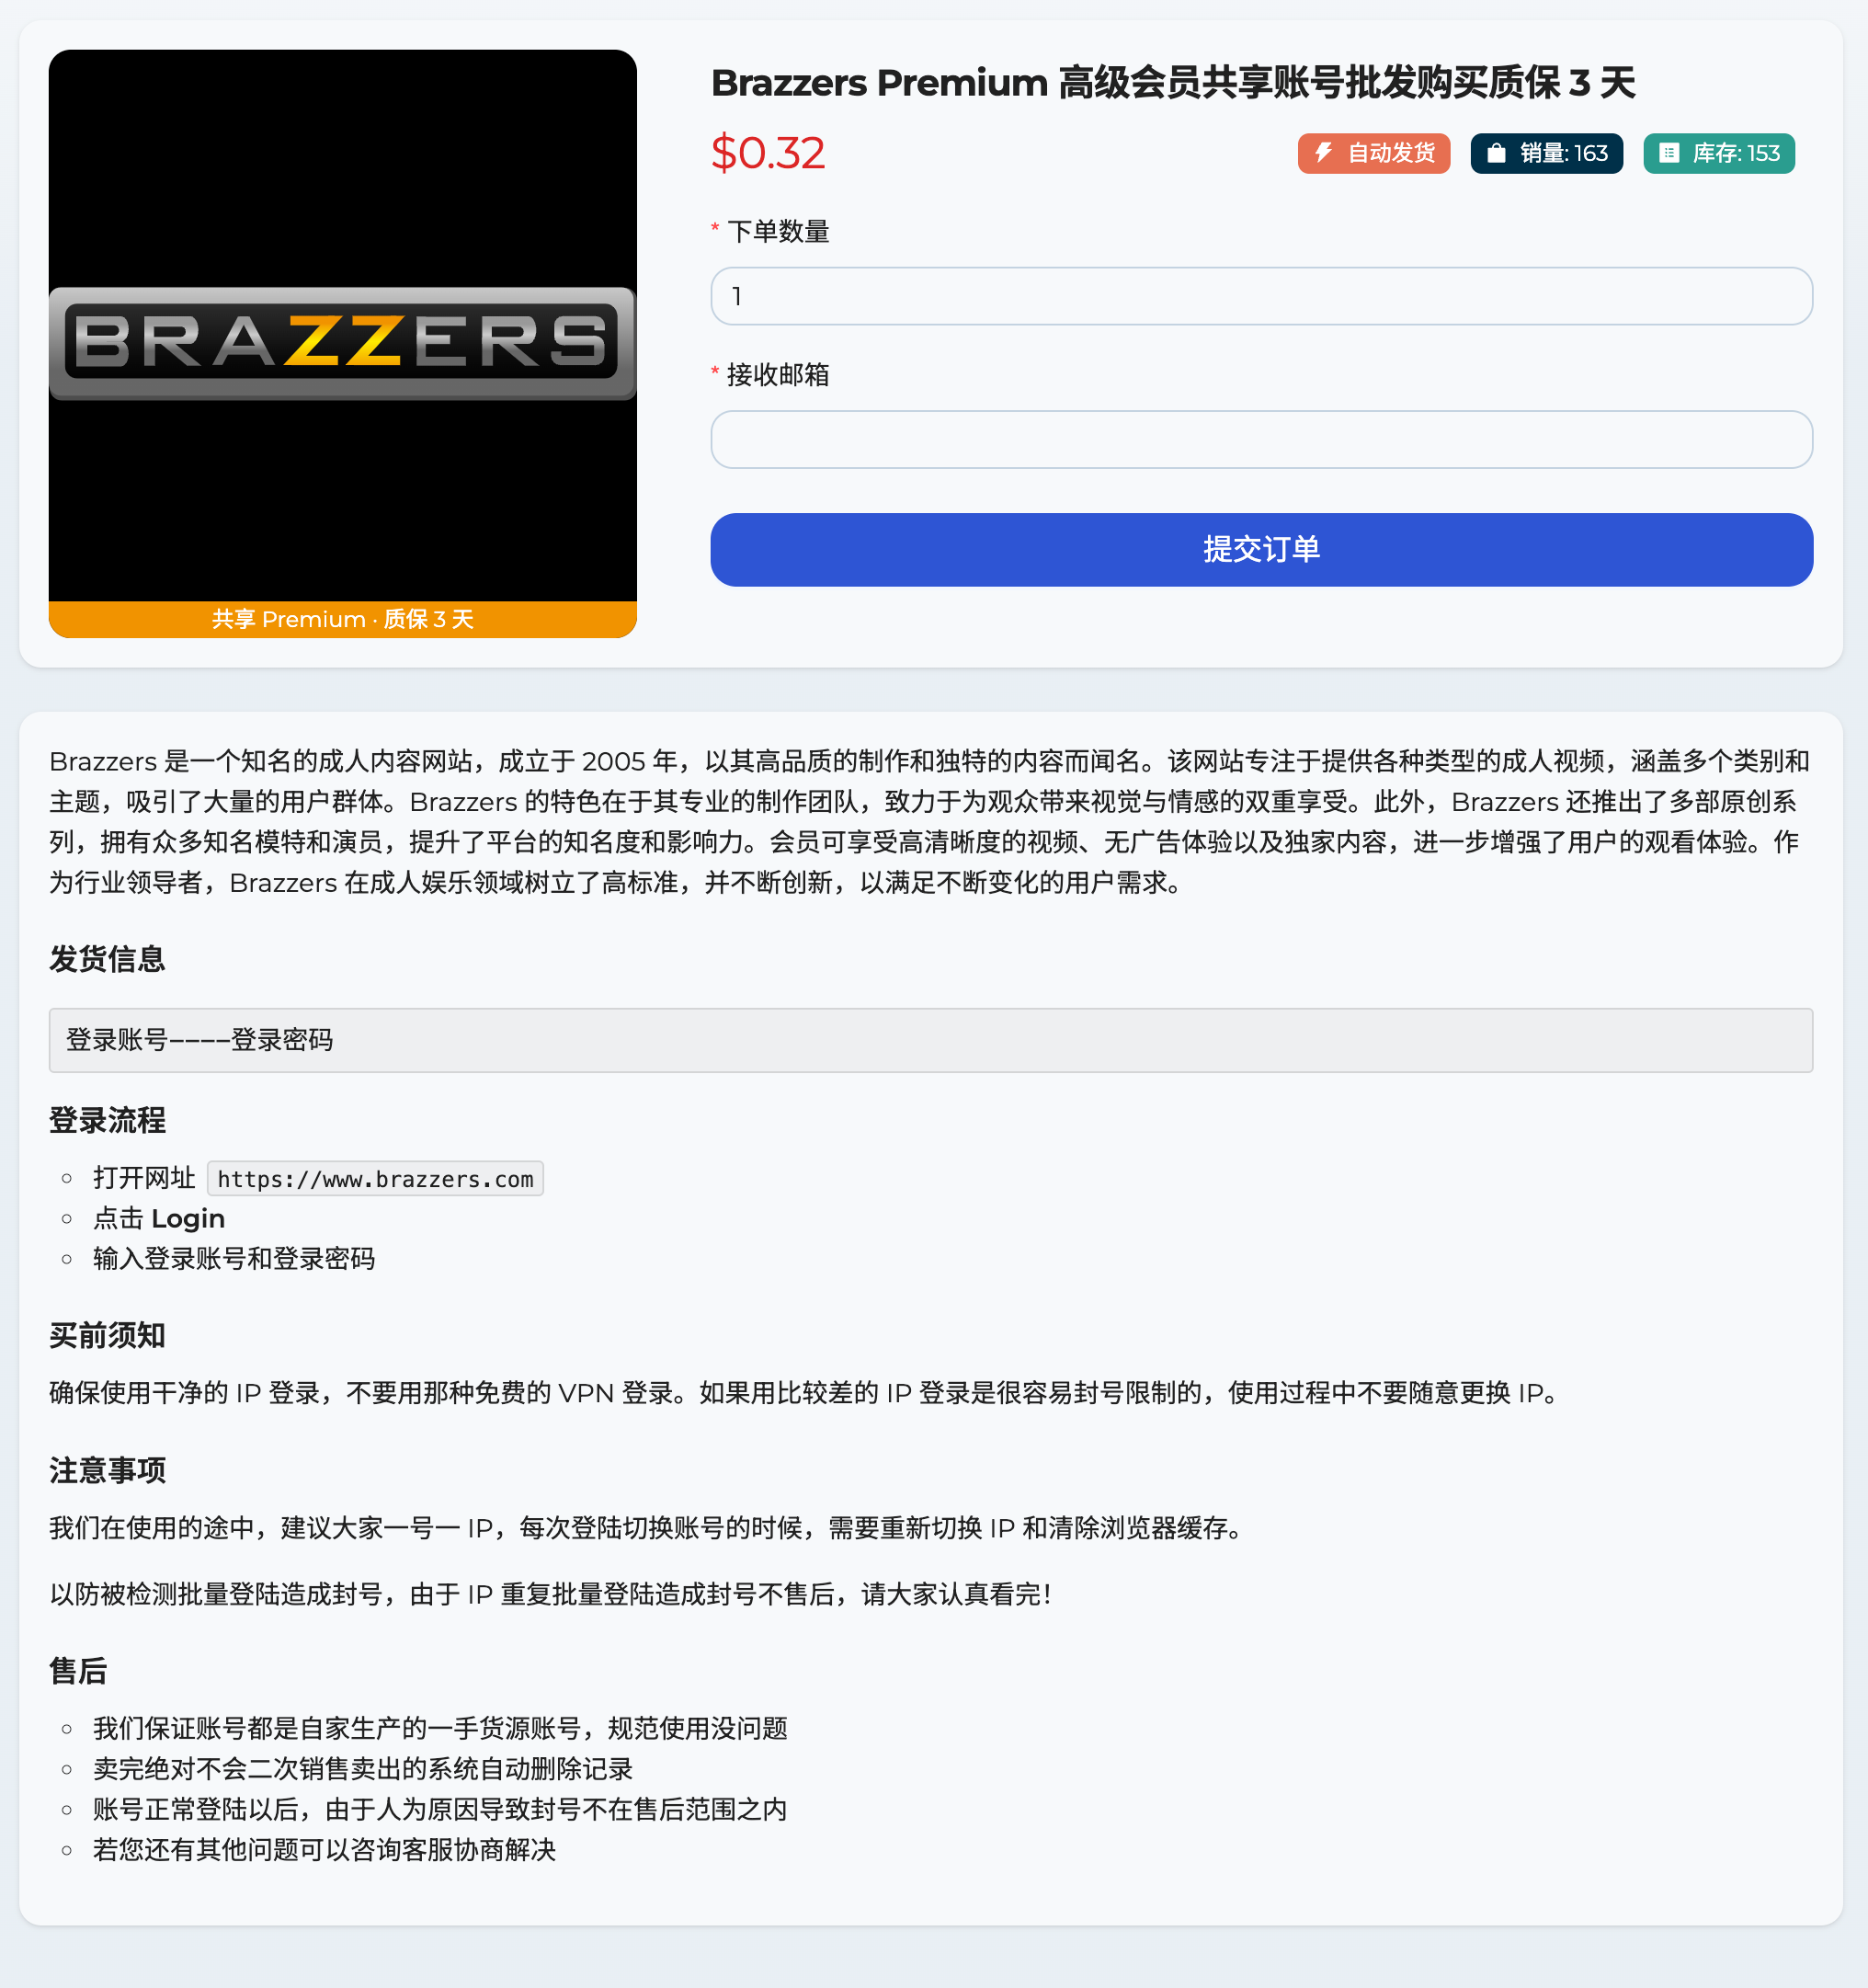 Brazzers Premium 高级会员共享账号批发购买质保 3 天
$0.32
自动发货
销量: 163
库存: 153
* 下单数量
1
* 接收邮箱
提交订单
BRAZZERS
共享 Premium · 质保 3 天
Brazzers 是一个知名的成人内容网站，成立于 2005 年，以其高品质的制作和独特的内容而闻名。该网站专注于提供各种类型的成人视频，涵盖多个类别和
主题，吸引了大量的用户群体。Brazzers 的特色在于其专业的制作团队，致力于为观众带来视觉与情感的双重享受。此外，Brazzers 还推出了多部原创系
列，拥有众多知名模特和演员，提升了平台的知名度和影响力。会员可享受高清晰度的视频、无广告体验以及独家内容，进一步增强了用户的观看体验。作
为行业领导者，Brazzers 在成人娱乐领域树立了高标准，并不断创新，以满足不断变化的用户需求。
发货信息
登录账号----登录密码
登录流程
打开网址 https://www.brazzers.com
点击 Login
输入登录账号和登录密码
买前须知
确保使用干净的 IP 登录，不要用那种免费的 VPN 登录。如果用比较差的 IP 登录是很容易封号限制的，使用过程中不要随意更换 IP。
注意事项
我们在使用的途中，建议大家一号一 IP，每次登陆切换账号的时候，需要重新切换 IP 和清除浏览器缓存。
以防被检测批量登陆造成封号，由于 IP 重复批量登陆造成封号不售后，请大家认真看完！
售后
我们保证账号都是自家生产的一手货源账号，规范使用没问题
卖完绝对不会二次销售卖出的系统自动删除记录
账号正常登陆以后，由于人为原因导致封号不在售后范围之内
若您还有其他问题可以咨询客服协商解决